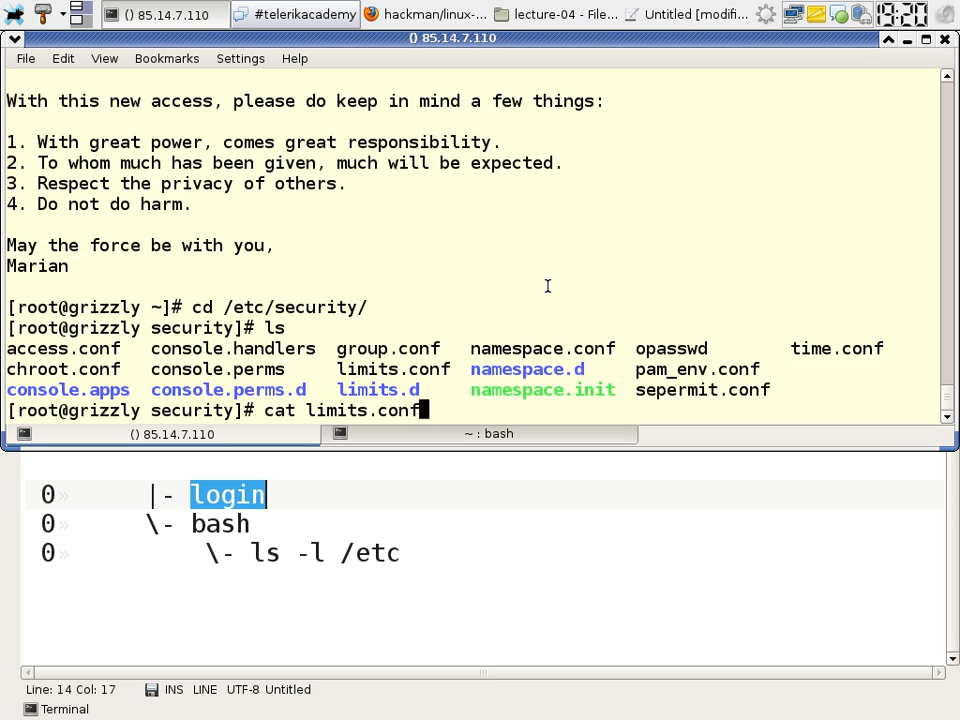 () 85.14.7.110
#telerikacademy
hackman/linux-...
lecture-04 - File...
Untitled [modifi...
19:20
() 85.14.7.110
File Edit View Bookmarks Settings Help
With this new access, please do keep in mind a few things:
1. With great power, comes great responsibility.
2. To whom much has been given, much will be expected.
3. Respect the privacy of others.
4. Do not do harm.
May the force be with you,
Marian
[root@grizzly ~]# cd /etc/security/
[root@grizzly security]# ls
access.conf console.handlers group.conf namespace.conf opasswd time.conf
chroot.conf console.perms limits.conf namespace.d pam_env.conf
console.apps console.perms.d limits.d namespace.init sepermit.conf
[root@grizzly security]# cat limits.conf
() 85.14.7.110
~ : bash
0» |- login
0» \- bash
0» \- ls -l /etc
Line: 14 Col: 17 INS LINE UTF-8 Untitled
Terminal